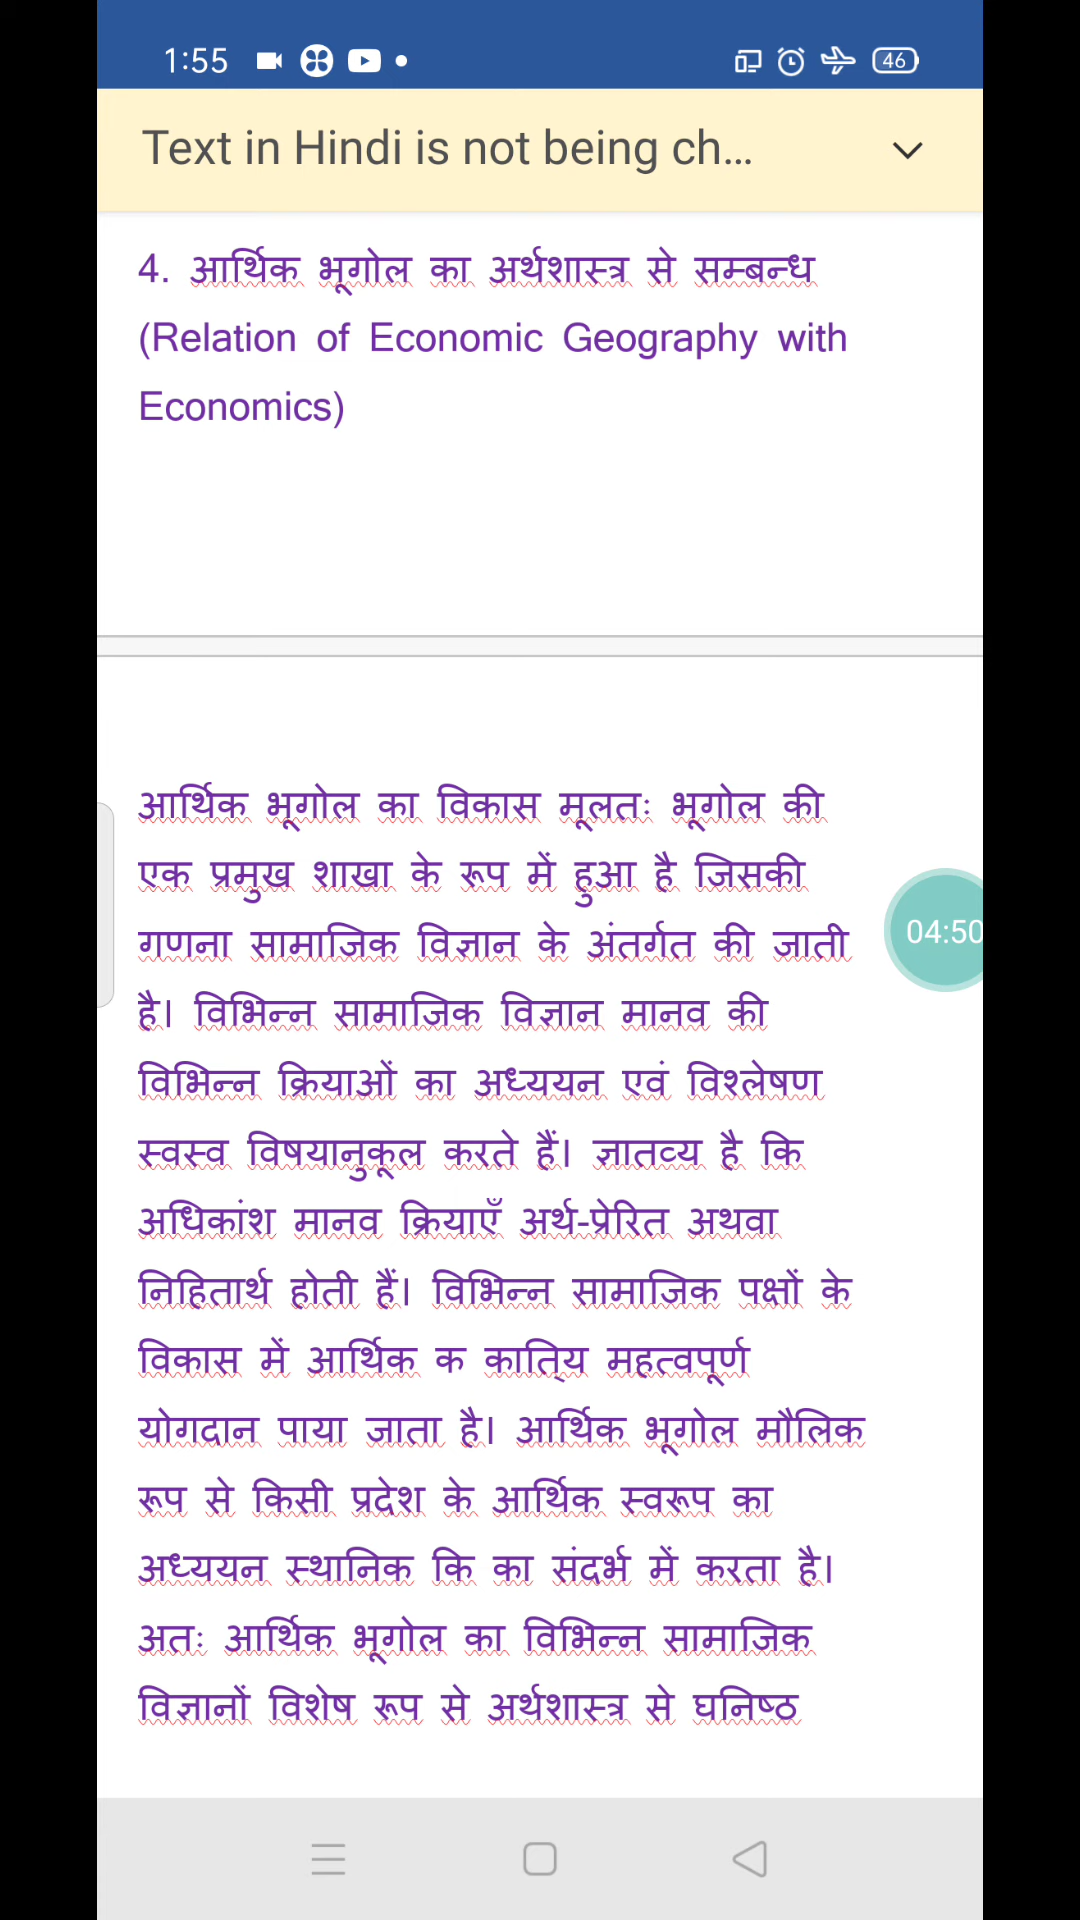 1:55
46
Text in Hindi is not being ch...
4. आर्थिक भूगोल का अर्थशास्त्र से सम्बन्ध
(Relation of Economic Geography with
Economics)
आर्थिक भूगोल का विकास मूलतः भूगोल की
एक प्रमुख शाखा के रूप में हुआ है जिसकी
गणना सामाजिक विज्ञान के अंतर्गत की जाती
04:50
है। विभिन्न सामाजिक विज्ञान मानव की
विभिन्न क्रियाओं का अध्ययन एवं विश्लेषण
स्वस्व विषयानुकूल करते हैं। ज्ञातव्य है कि
अधिकांश मानव क्रियाएँ अर्थ-प्रेरित अथवा
निहितार्थ होती हैं। विभिन्न सामाजिक पक्षों के
विकास में आर्थिक क काति्य महत्वपूर्ण
योगदान पाया जाता है। आर्थिक भूगोल मौलिक
रूप से किसी प्रदेश के आर्थिक स्वरूप का
अध्ययन स्थानिक कि का संदर्भ में करता है।
अतः आर्थिक भूगोल का विभिन्न सामाजिक
विज्ञानों विशेष रूप से अर्थशास्त्र से घनिष्ठ